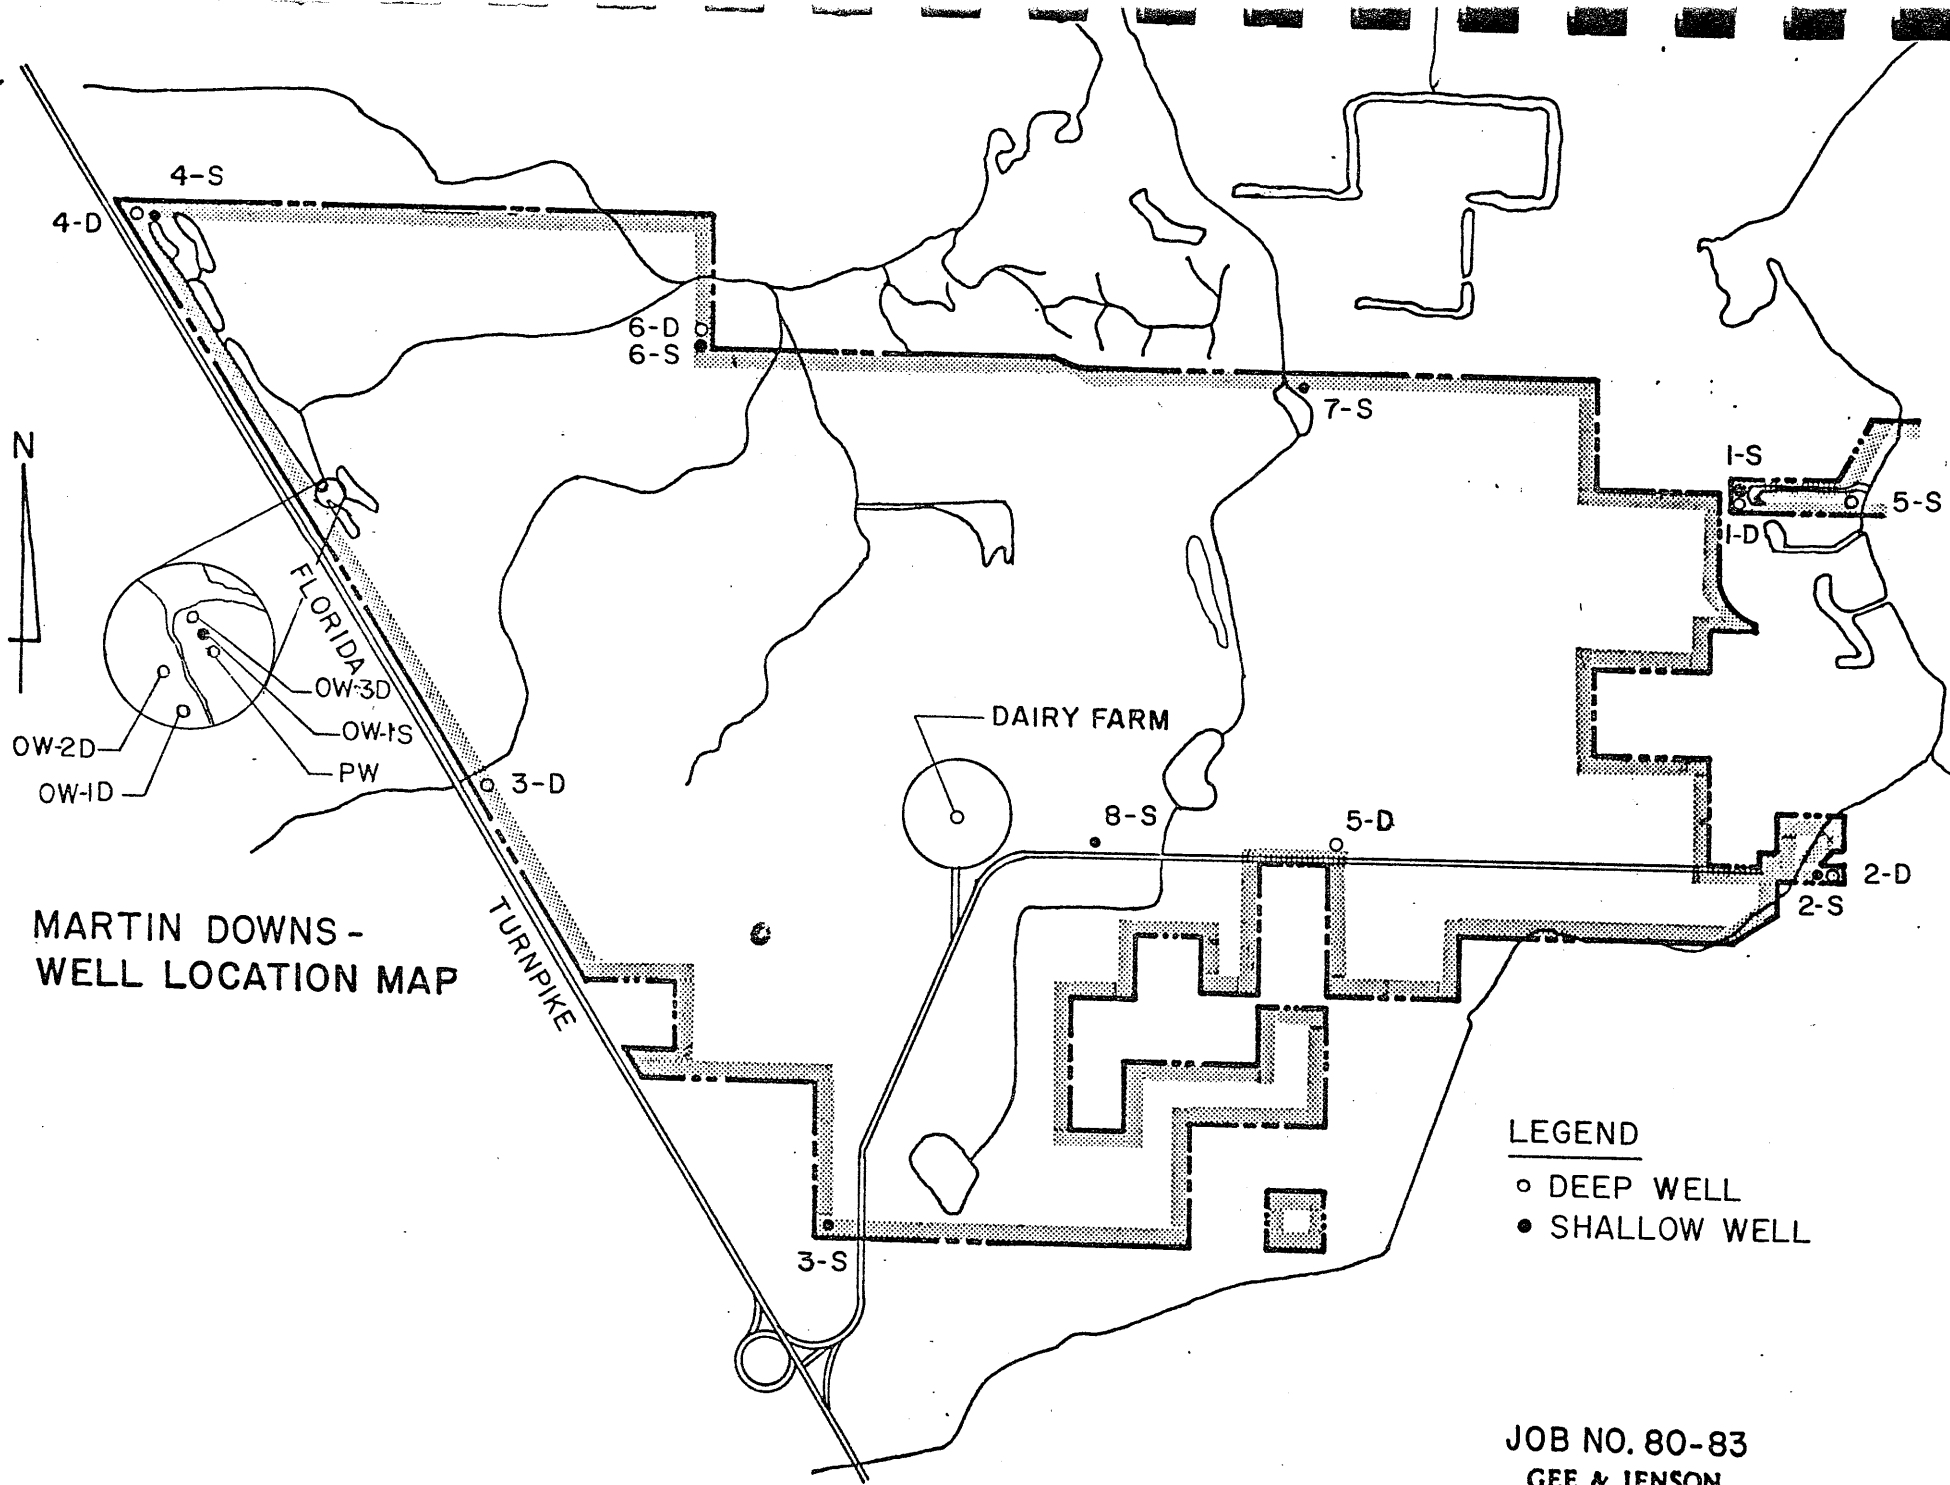 4-S
4-D
6-D
6-S
7-S
N
1-S
5-S
1-D
FLORIDA
OW-3D
OW-1S
PW
OW-2D
OW-1D
3-D
DAIRY FARM
8-S
5-D
2-D
2-S
TURNPIKE
MARTIN DOWNS -
WELL LOCATION MAP
3-S
LEGEND
DEEP WELL
SHALLOW WELL
JOB NO. 80-83
GEE & JENSON